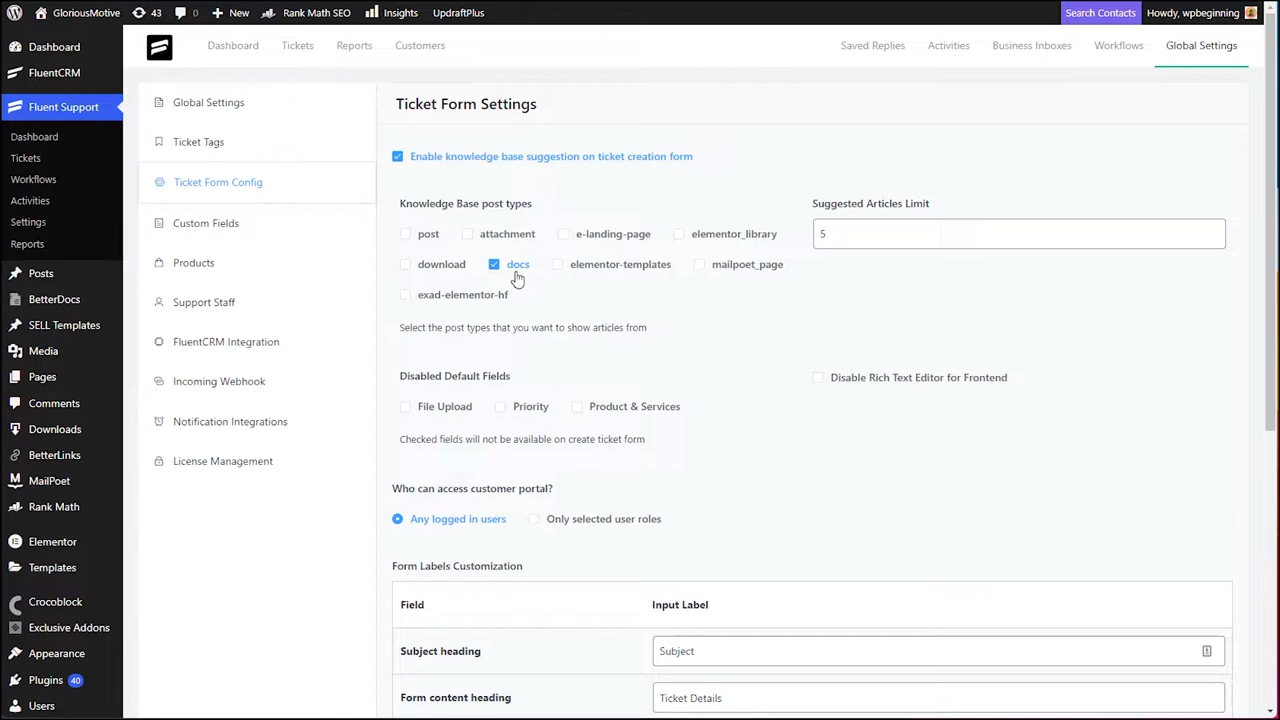 GloriousMotive 43 0 New Rank Math SEO Insights UpdraftPlus Search Contacts Howdy, wpbeginning
Dashboard
FluentCRM
Fluent Support
Dashboard
Tickets
Workflows
Activities
Settings
Reports
Posts
BetterDocs
SELL Templates
Media
Pages
Comments
Downloads
BetterLinks
MailPoet
Rank Math
Elementor
Templates
Crocoblock
Exclusive Addons
Appearance
Plugins 40
Users
Dashboard Tickets Reports Customers Saved Replies Activities Business Inboxes Workflows Global Settings
Global Settings
Ticket Tags
Ticket Form Config
Custom Fields
Products
Support Staff
FluentCRM Integration
Incoming Webhook
Notification Integrations
License Management
Ticket Form Settings
Enable knowledge base suggestion on ticket creation form
Knowledge Base post types
post attachment e-landing-page elementor_library
download docs elementor-templates mailpoet_page
exad-elementor-hf
Select the post types that you want to show articles from
Suggested Articles Limit
5
Disabled Default Fields
File Upload Priority Product & Services
Checked fields will not be available on create ticket form
Disable Rich Text Editor for Frontend
Who can access customer portal?
Any logged in users Only selected user roles
Form Labels Customization
Field Input Label
Subject heading Subject
Form content heading Ticket Details